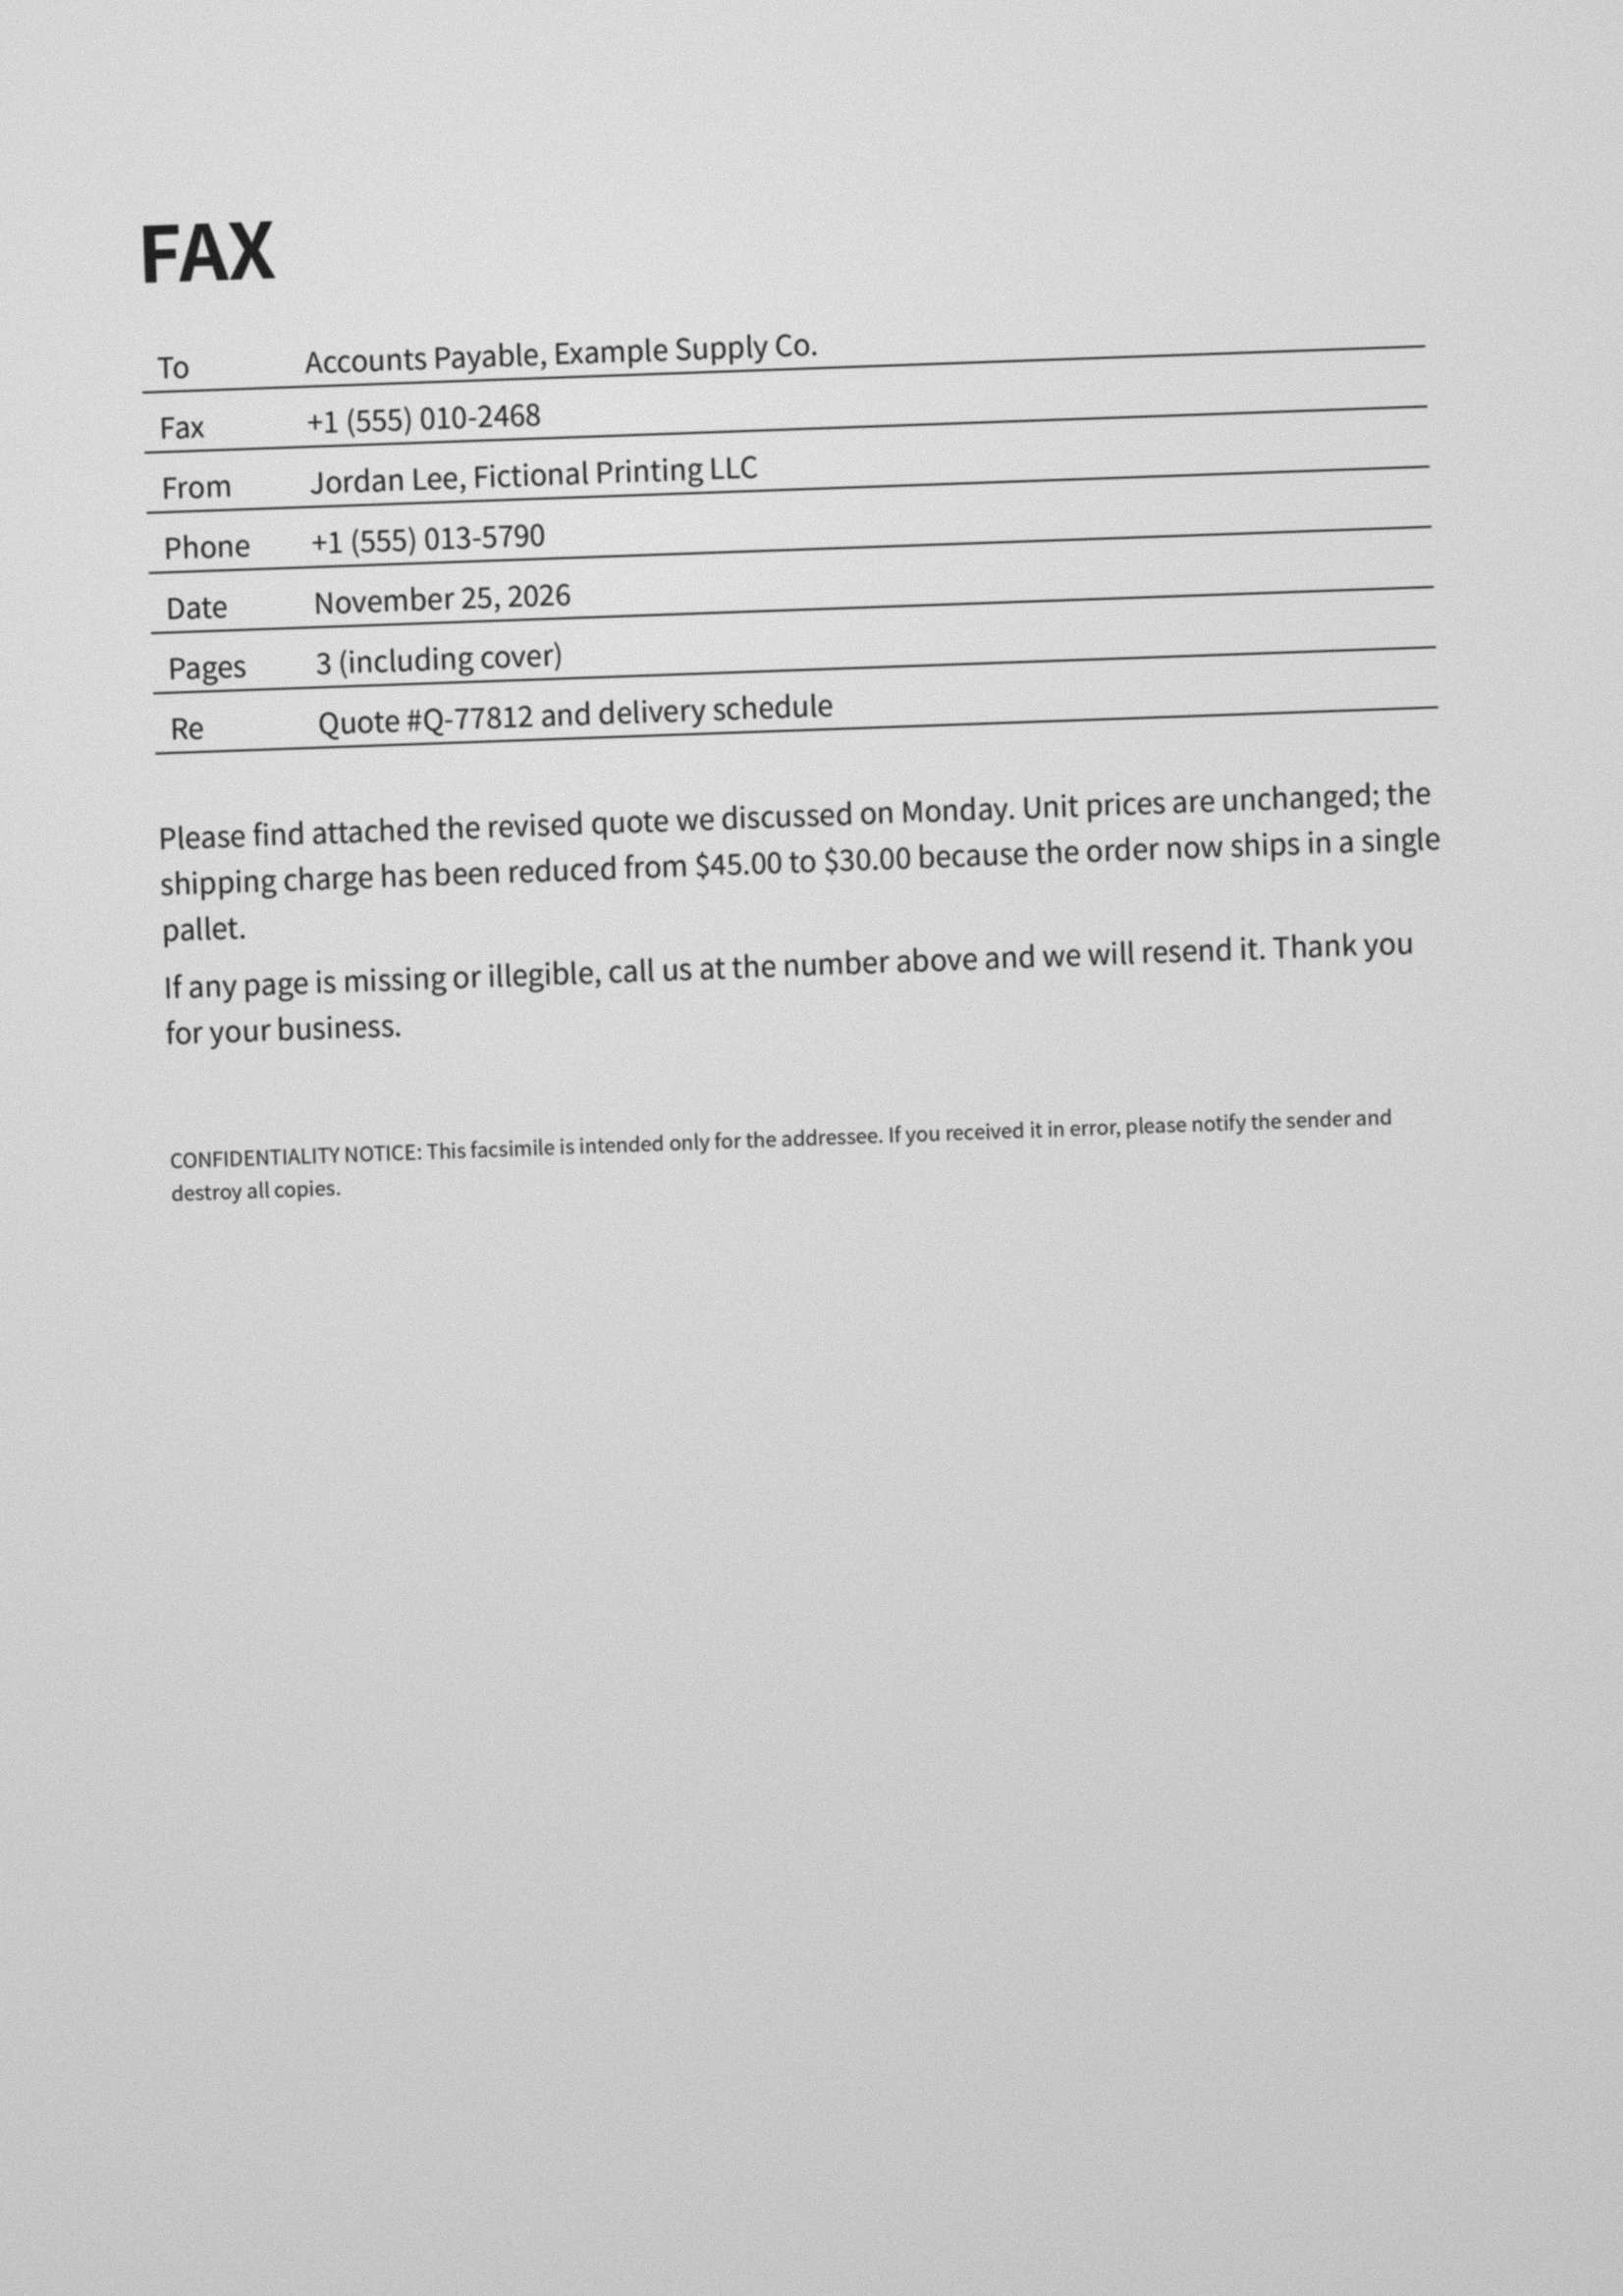 FAX
To Accounts Payable, Example Supply Co.
Fax +1 (555) 010-2468
From Jordan Lee, Fictional Printing LLC
Phone +1 (555) 013-5790
Date November 25, 2026
Pages 3 (including cover)
Re Quote #Q-77812 and delivery schedule
Please find attached the revised quote we discussed on Monday. Unit prices are unchanged; the
shipping charge has been reduced from $45.00 to $30.00 because the order now ships in a single
pallet.
If any page is missing or illegible, call us at the number above and we will resend it. Thank you
for your business.
CONFIDENTIALITY NOTICE: This facsimile is intended only for the addressee. If you received it in error, please notify the sender and
destroy all copies.